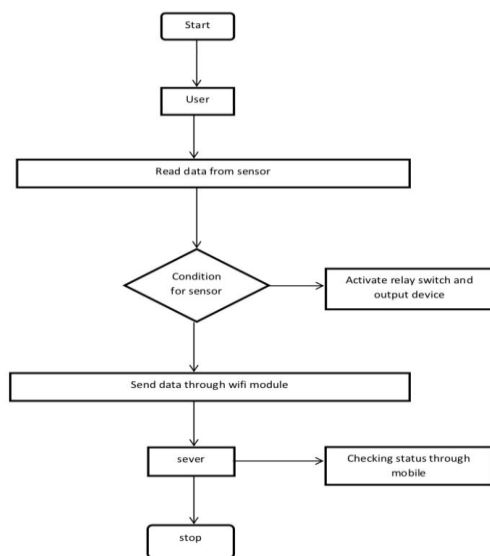 Start
User
Read data from sensor
Condition
for sensor
Activate relay switch and
output device
Send data through wifi module
sever
Checking status through
mobile
stop